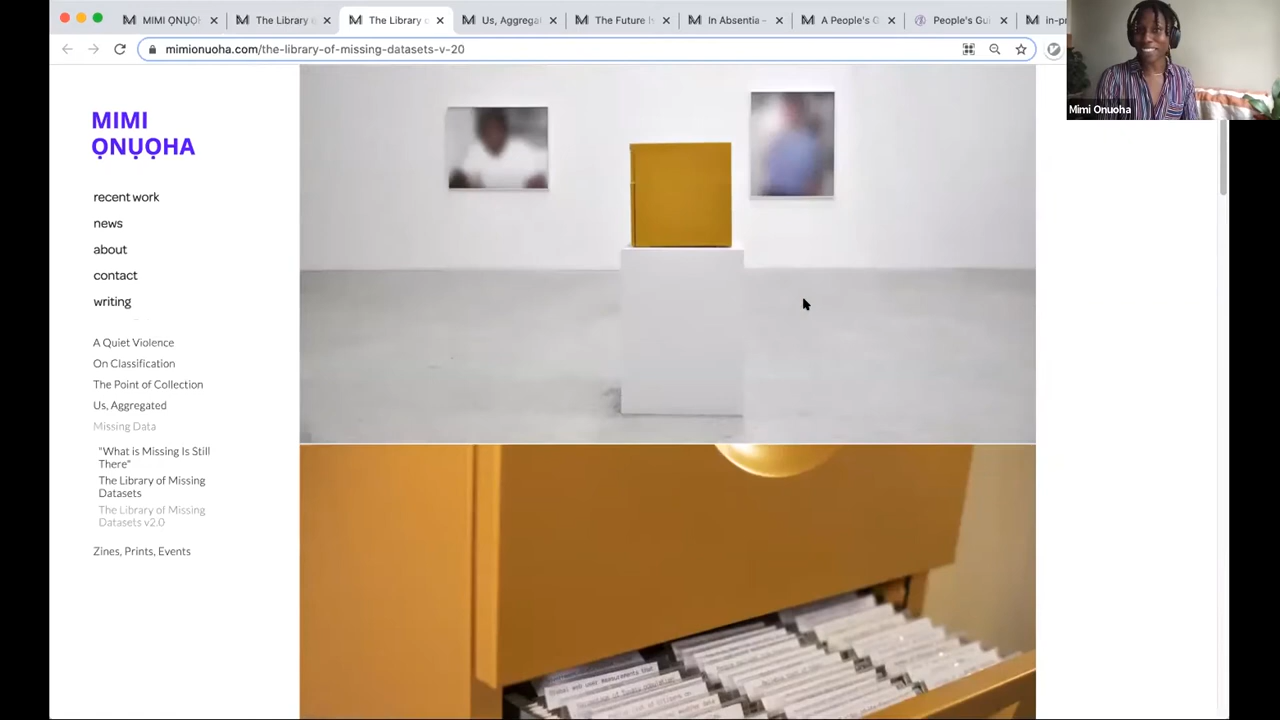 MIMI ỌNỤỌH
The Library o
The Library o
Us, Aggregat
The Future I
In Absentia –
A People's G
People's Gui
in-pr
mimionuoha.com/the-library-of-missing-datasets-v-20
Mimi Onuoha
MIMI
ỌNỤỌHA
recent work
news
about
contact
writing
A Quiet Violence
On Classification
The Point of Collection
Us, Aggregated
Missing Data
"What is Missing Is Still
There"
The Library of Missing
Datasets
The Library of Missing
Datasets v2.0
Zines, Prints, Events